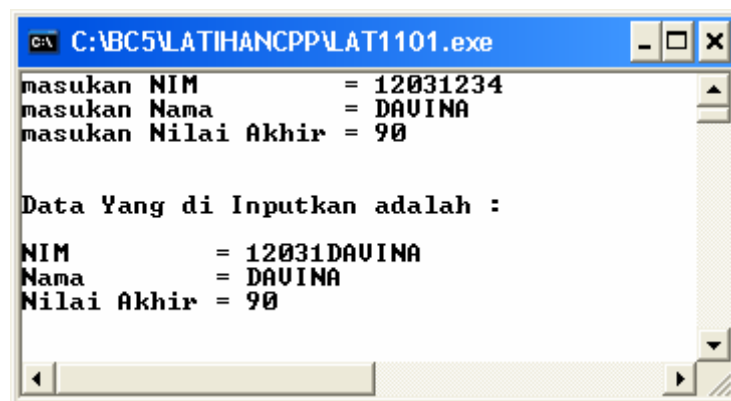 C:\BC5\LATIHANCPP\LAT1101.exe
masukan NIM = 12031234
masukan Nama = DAVINA
masukan Nilai Akhir = 90
Data Yang di Inputkan adalah :
NIM = 12031DAVINA
Nama = DAVINA
Nilai Akhir = 90